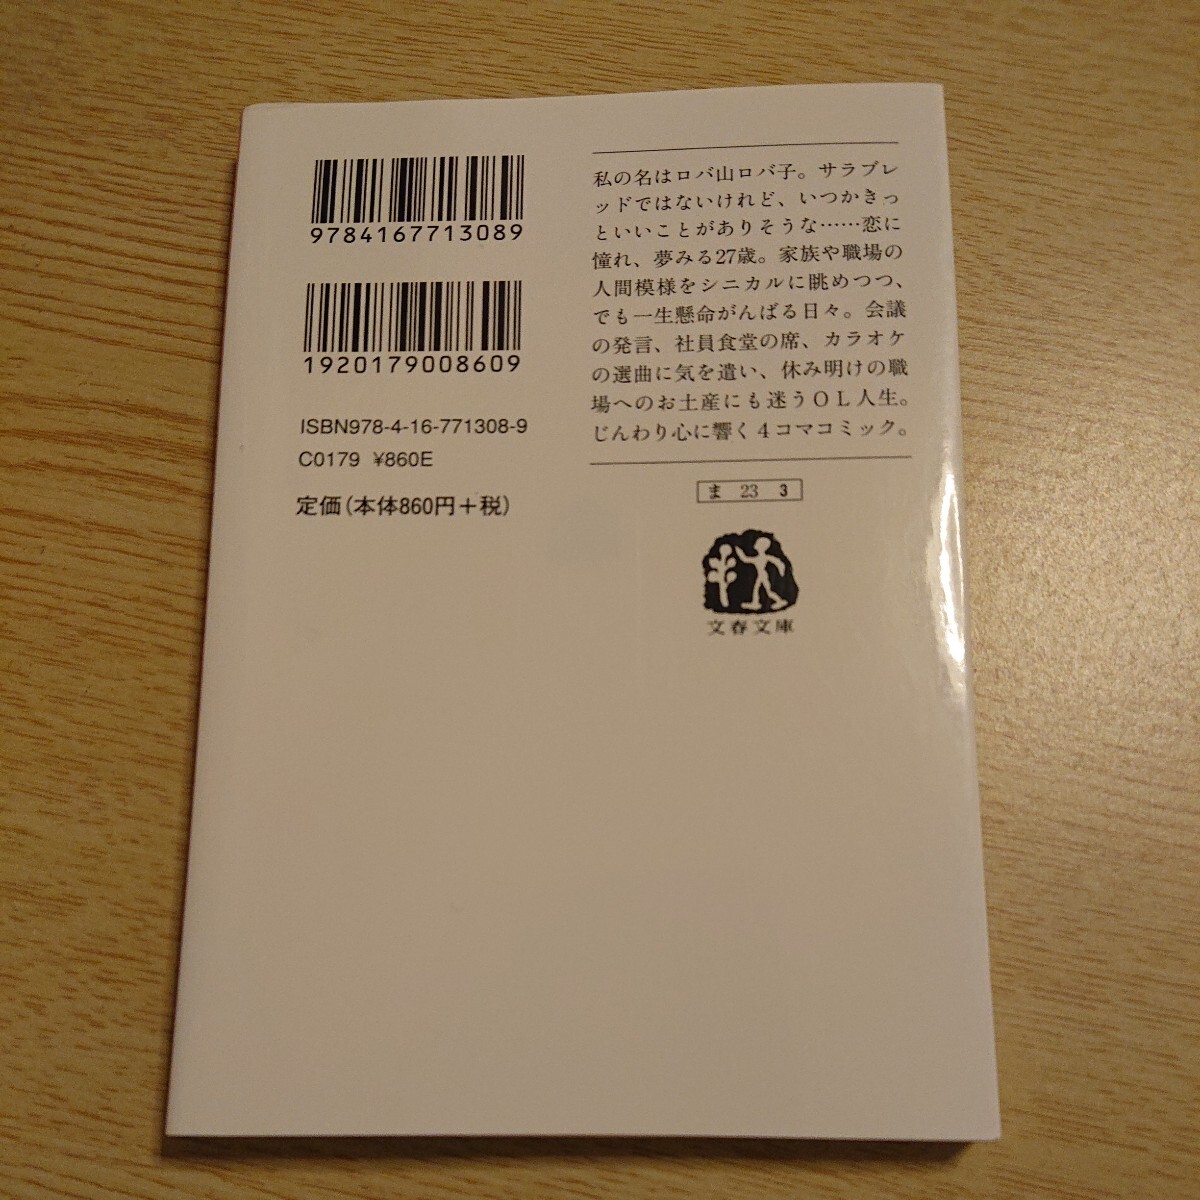 9784167713089
1920179008609
ISBN978-4-16-771308-9
C0179 ¥860E
定価(本体860円+税)
私の名はロバ山ロバ子。サラブレ
ッドではないけれど、いつかきっ
といいことがありそうな……恋に
憧れ、夢みる27歳。家族や職場の
人間模様をシニカルに眺めつつ、
でも一生懸命がんばる日々。会議
の発言、社員食堂の席、カラオケ
の選曲に気を遣い、休み明けの職
場へのお土産にも迷うOL人生。
じんわり心に響く4コマコミック。
ま 23 3
文春文庫